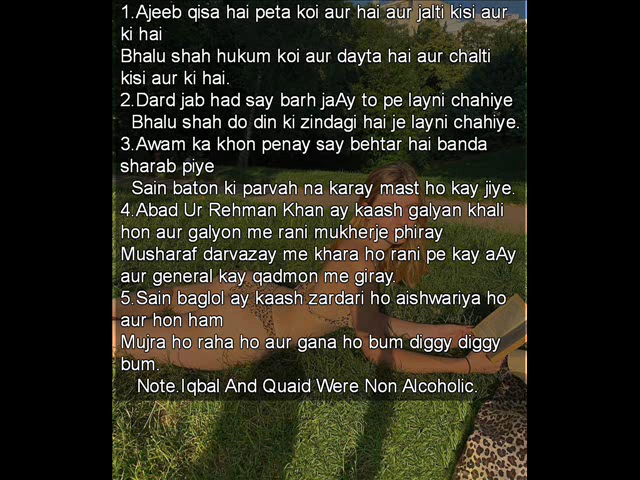 1.Ajeeb qisa hai peta koi aur hai aur jalti kisi aur
ki hai
Bhalu shah hukum koi aur dayta hai aur chalti
kisi aur ki hai.
2.Dard jab had say barh jaAy to pe layni chahiye
Bhalu shah do din ki zindagi hai je layni chahiye.
3.Awam ka khon penay say behtar hai banda
sharab piye
Sain baton ki parvah na karay mast ho kay jiye.
4.Abad Ur Rehman Khan ay kaash galyan khali
hon aur galyon me rani mukherje phiray
Musharaf darvazay me khara ho rani pe kay aAy
aur general kay qadmon me giray.
5.Sain baglol ay kaash zardari ho aishwariya ho
aur hon ham
Mujra ho raha ho aur gana ho bum diggy diggy
bum.
Note.Iqbal And Quaid Were Non Alcoholic.